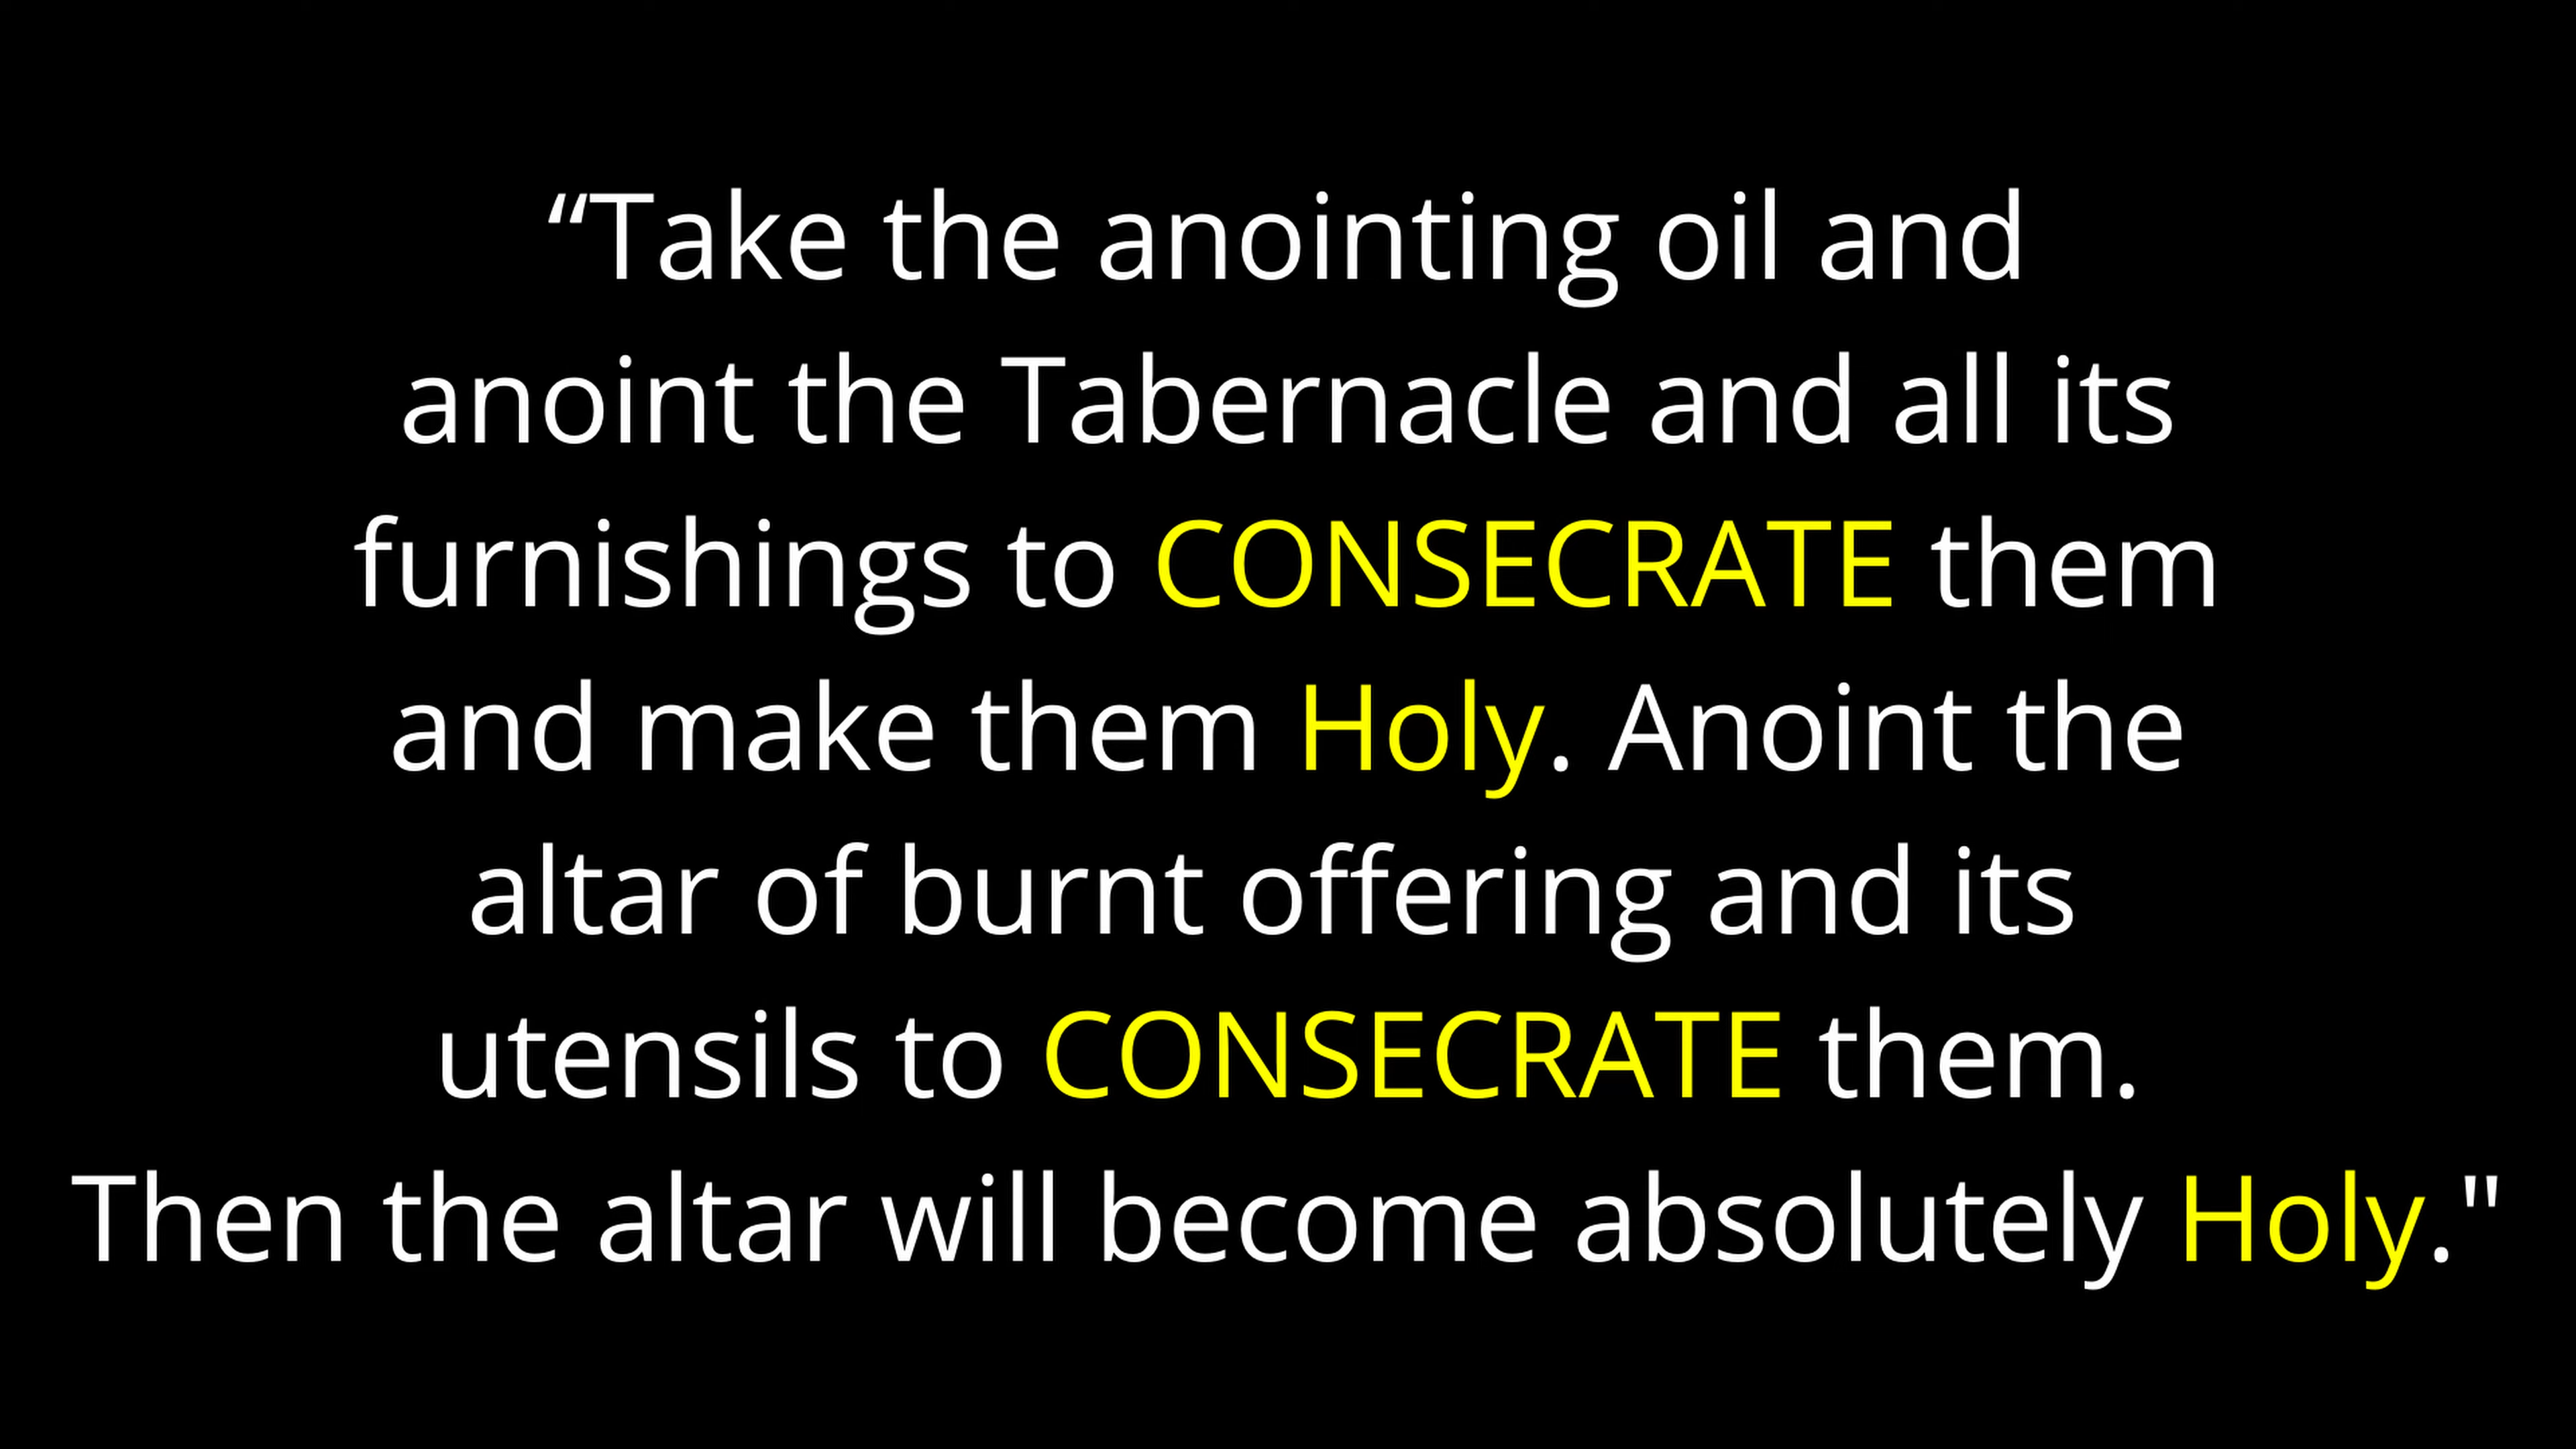 “Take the anointing oil and
anoint the Tabernacle and all its
furnishings to CONSECRATE them
and make them Holy. Anoint the
altar of burnt offering and its
utensils to CONSECRATE them.
Then the altar will become absolutely Holy."